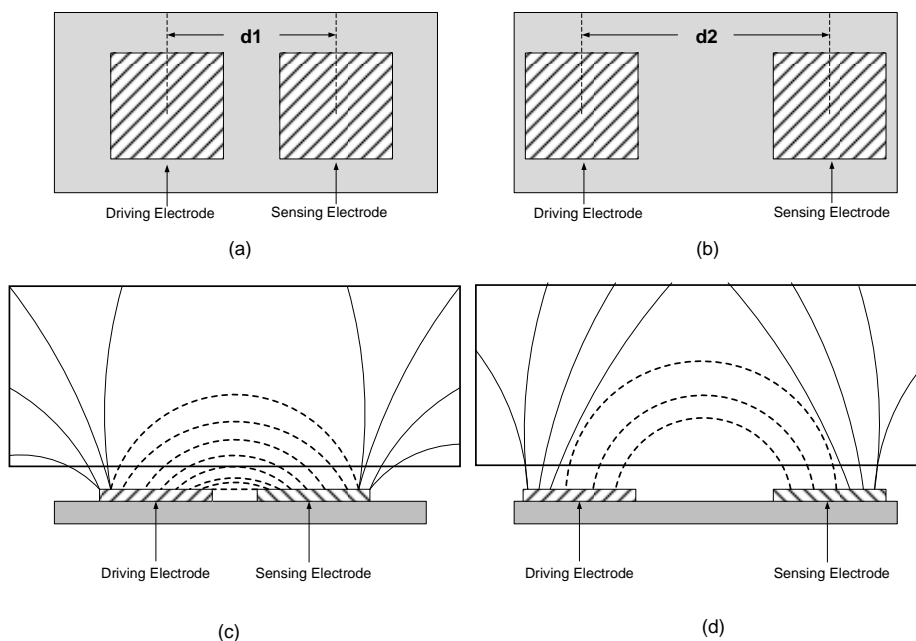 d1
Driving Electrode
Sensing Electrode
(a)
d2
Driving Electrode
Sensing Electrode
(b)
Driving Electrode
Sensing Electrode
(c)
Driving Electrode
Sensing Electrode
(d)